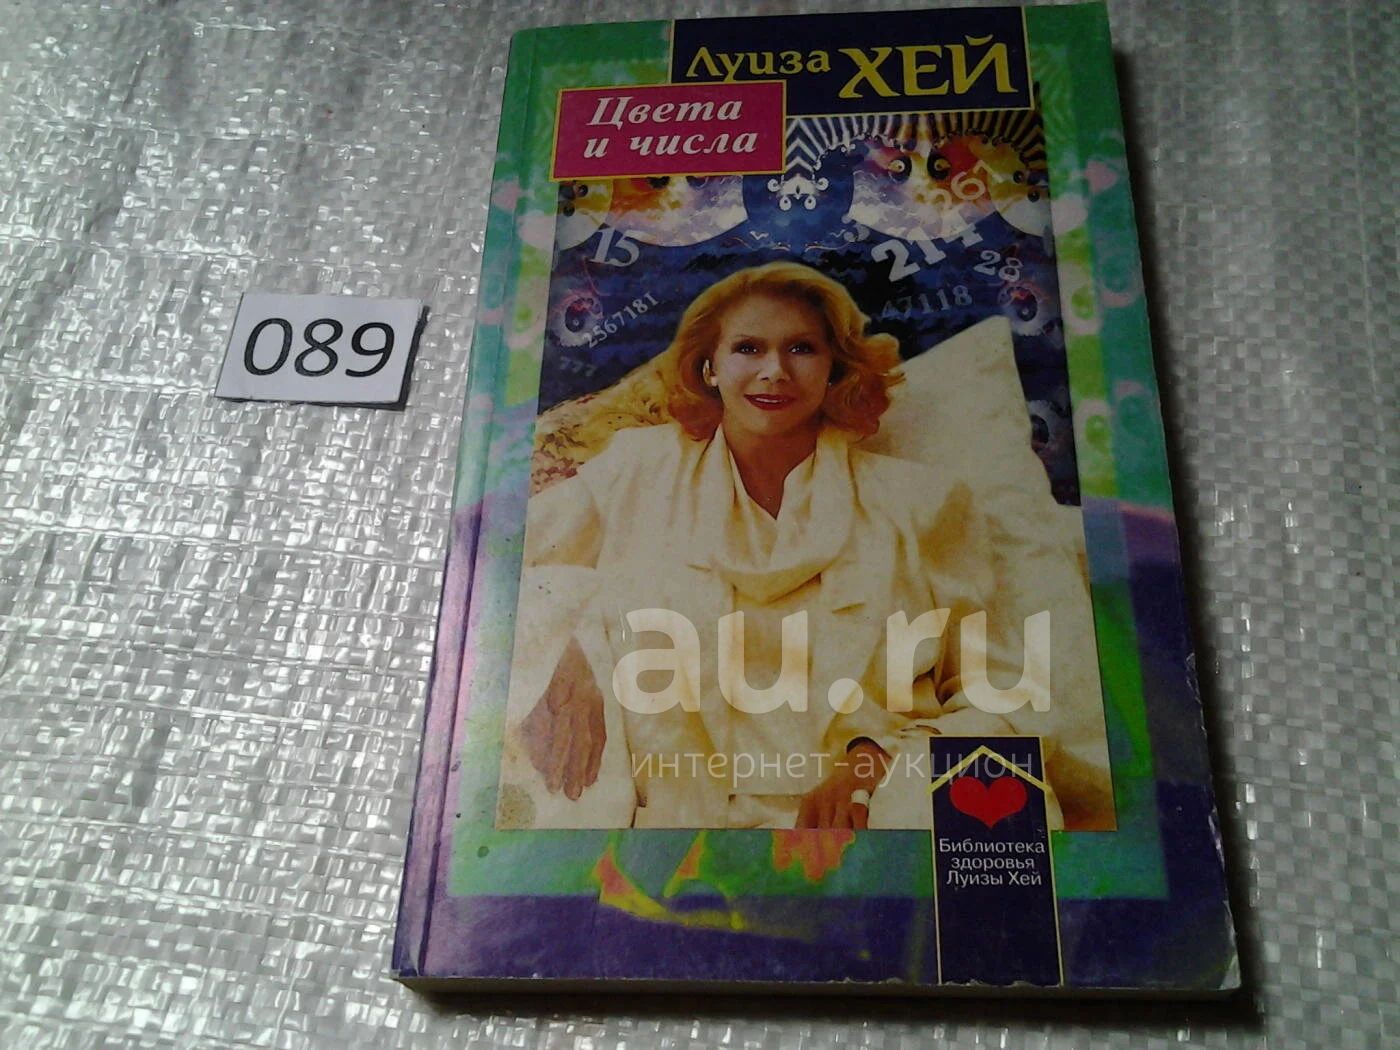 Луиза ХЕЙ
Цвета
и числа
267
15
214
28
47118
2567181
777
089
au.ru
интернет-аукцион
Библиотека
здоровья
Луизы Хей